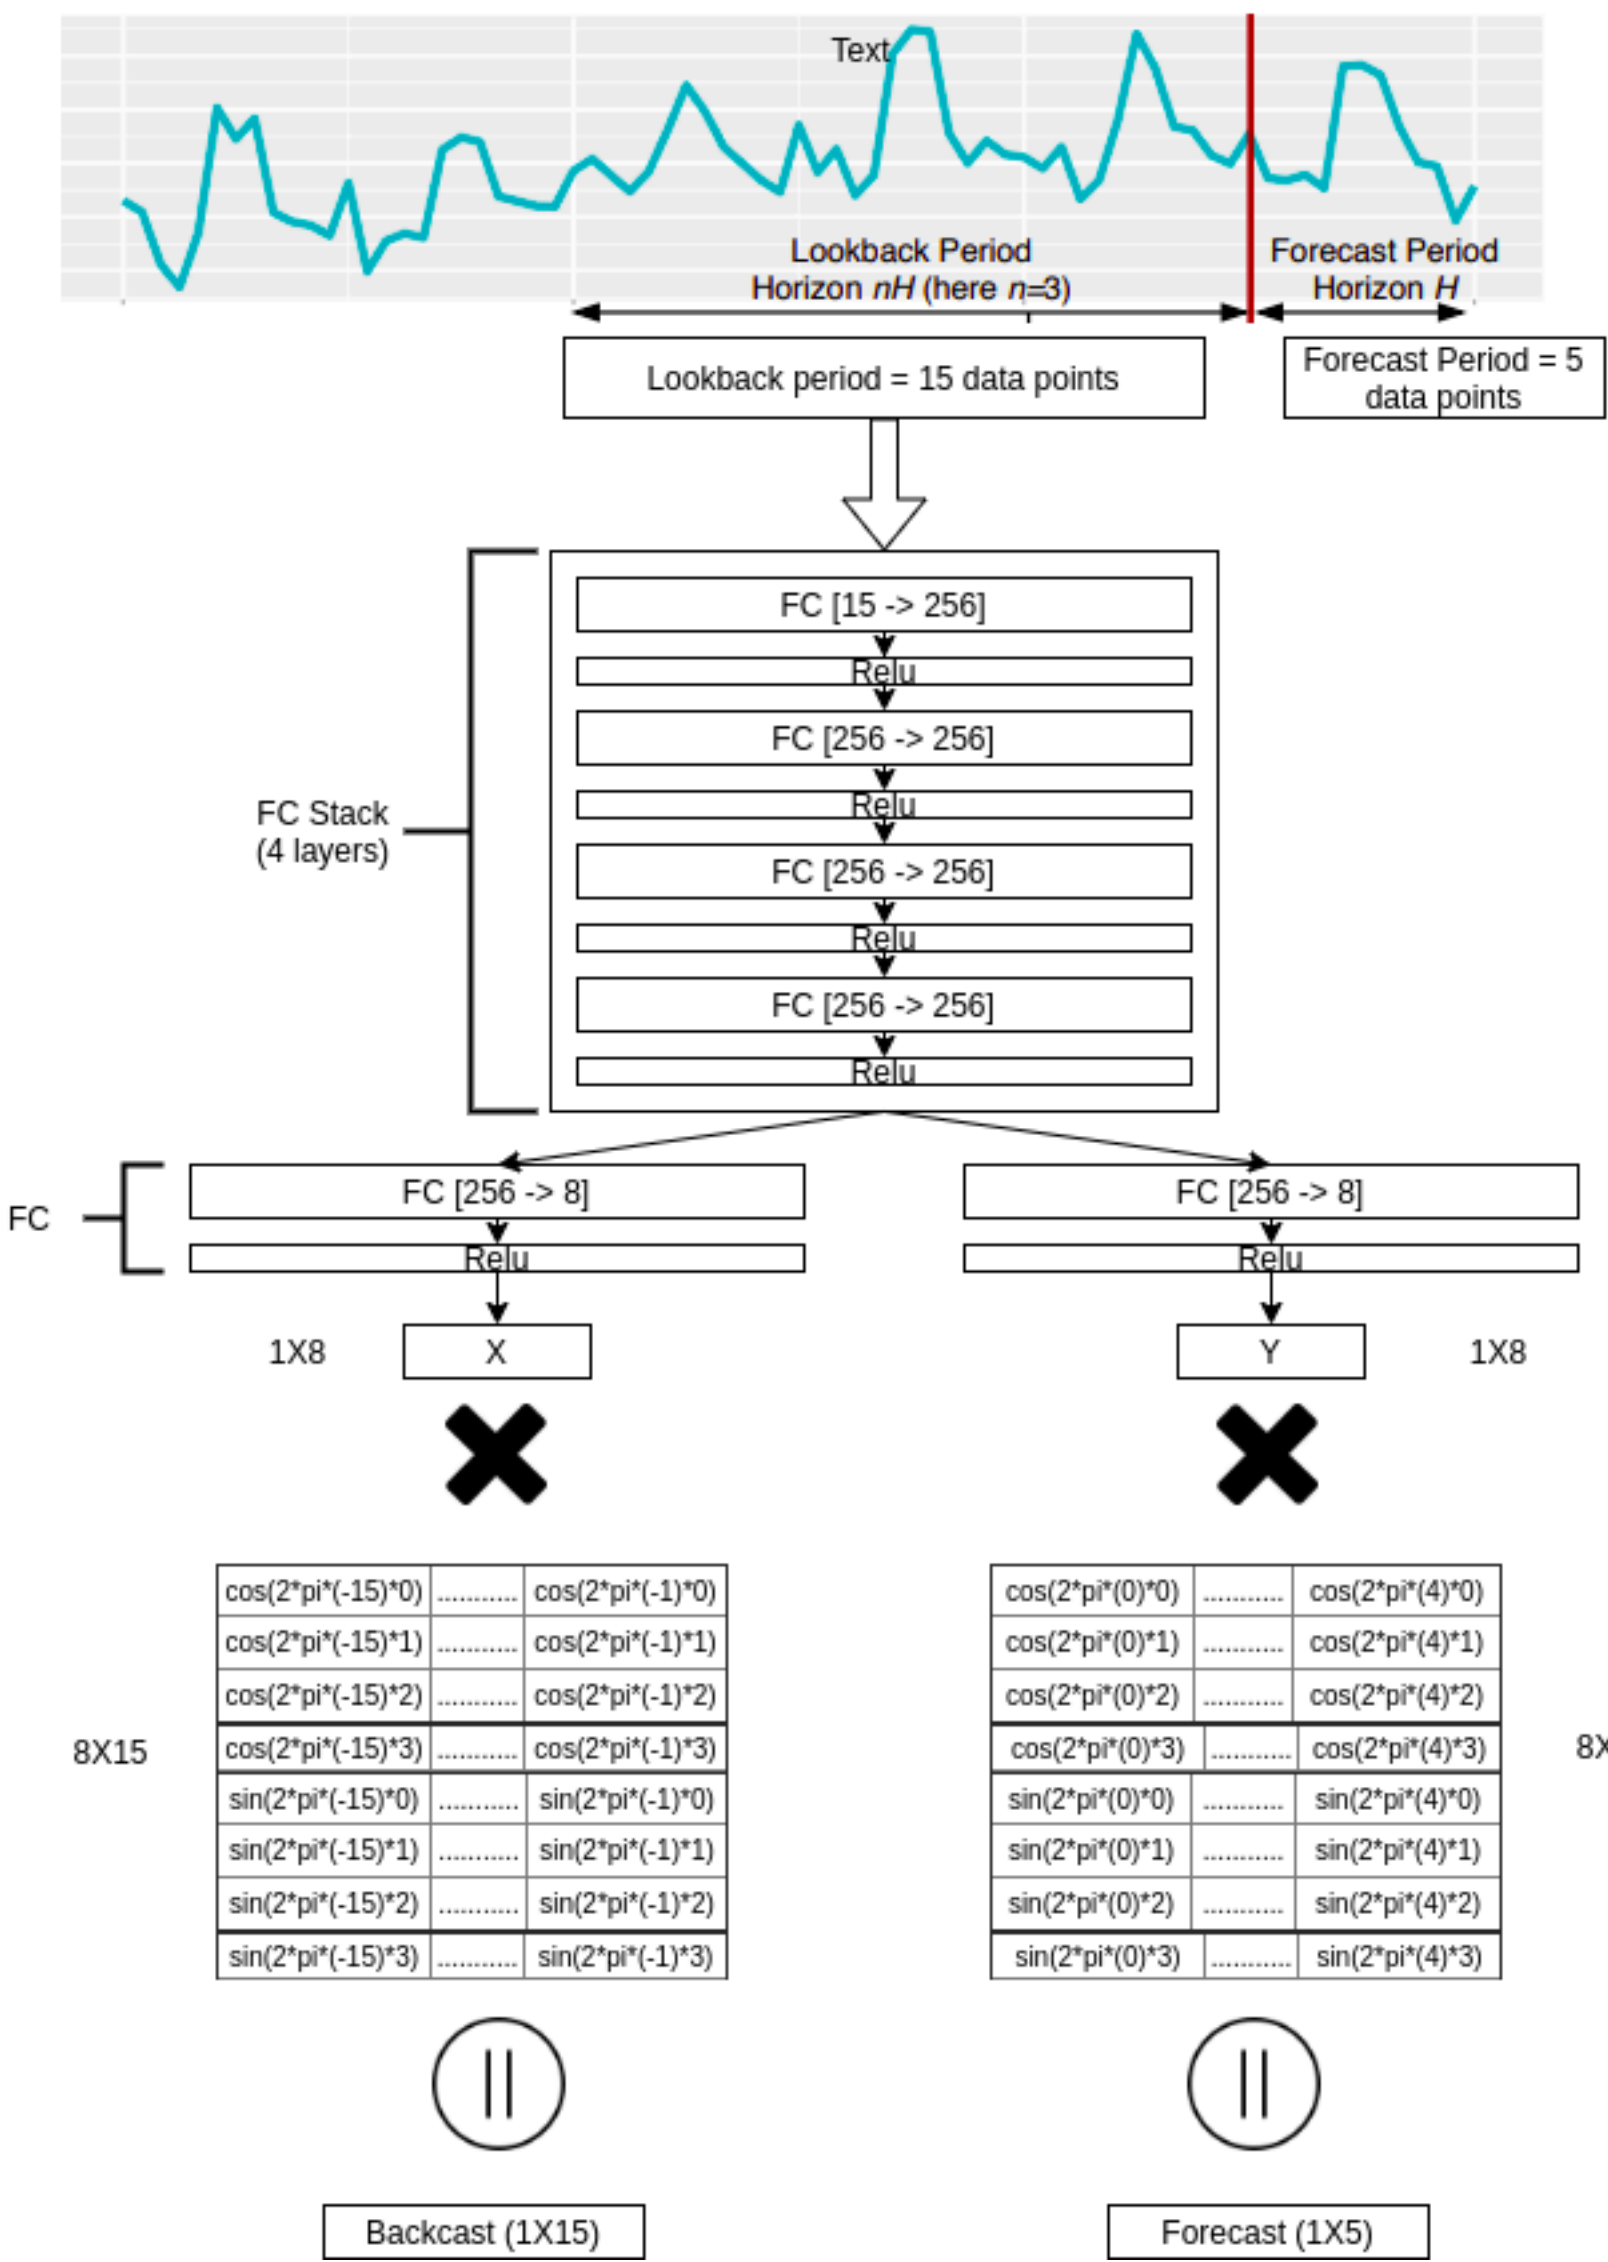 Text
Lookback Period
Horizon nH (here n=3)
Forecast Period
Horizon H
Lookback period = 15 data points
Forecast Period = 5
data points
FC [15 -> 256]
Relu
FC [256 -> 256]
Relu
FC [256 -> 256]
Relu
FC [256 -> 256]
Relu
FC Stack
(4 layers)
FC
FC [256 -> 8]
FC [256 -> 8]
Relu
Relu
1X8
X
Y
1X8
cos(2*pi*(-15)*0) ........... cos(2*pi*(-1)*0)
cos(2*pi*(-15)*1) ........... cos(2*pi*(-1)*1)
cos(2*pi*(-15)*2) ........... cos(2*pi*(-1)*2)
8X15
cos(2*pi*(-15)*3) ........... cos(2*pi*(-1)*3)
sin(2*pi*(-15)*0) ........... sin(2*pi*(-1)*0)
sin(2*pi*(-15)*1) ........... sin(2*pi*(-1)*1)
sin(2*pi*(-15)*2) ........... sin(2*pi*(-1)*2)
sin(2*pi*(-15)*3) ........... sin(2*pi*(-1)*3)
cos(2*pi*(0)*0) ........... cos(2*pi*(4)*0)
cos(2*pi*(0)*1) ........... cos(2*pi*(4)*1)
cos(2*pi*(0)*2) ........... cos(2*pi*(4)*2)
cos(2*pi*(0)*3) ........... cos(2*pi*(4)*3)
8X
sin(2*pi*(0)*0) ........... sin(2*pi*(4)*0)
sin(2*pi*(0)*1) ........... sin(2*pi*(4)*1)
sin(2*pi*(0)*2) ........... sin(2*pi*(4)*2)
sin(2*pi*(0)*3) ........... sin(2*pi*(4)*3)
Backcast (1X15)
Forecast (1X5)